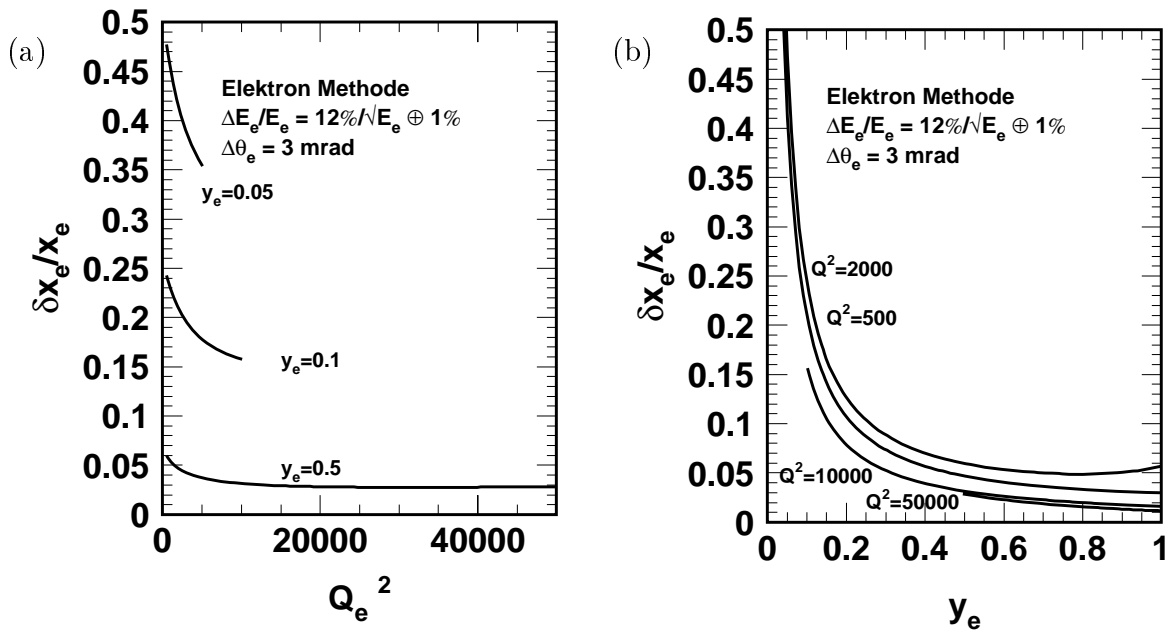 (a)
0.5
0.45
0.4
0.35
0.3
0.25
0.2
0.15
0.1
0.05
0
δx_e/x_e
Elektron Methode
ΔE_e/E_e = 12%/√E_e ⊕ 1%
Δθ_e = 3 mrad
y_e=0.05
y_e=0.1
y_e=0.5
0 20000 40000
Q_e ²
(b)
0.5
0.45
0.4
0.35
0.3
0.25
0.2
0.15
0.1
0.05
0
δx_e/x_e
Elektron Methode
ΔE_e/E_e = 12%/√E_e ⊕ 1%
Δθ_e = 3 mrad
Q²=2000
Q²=500
Q²=10000
Q²=50000
0 0.2 0.4 0.6 0.8 1
y_e